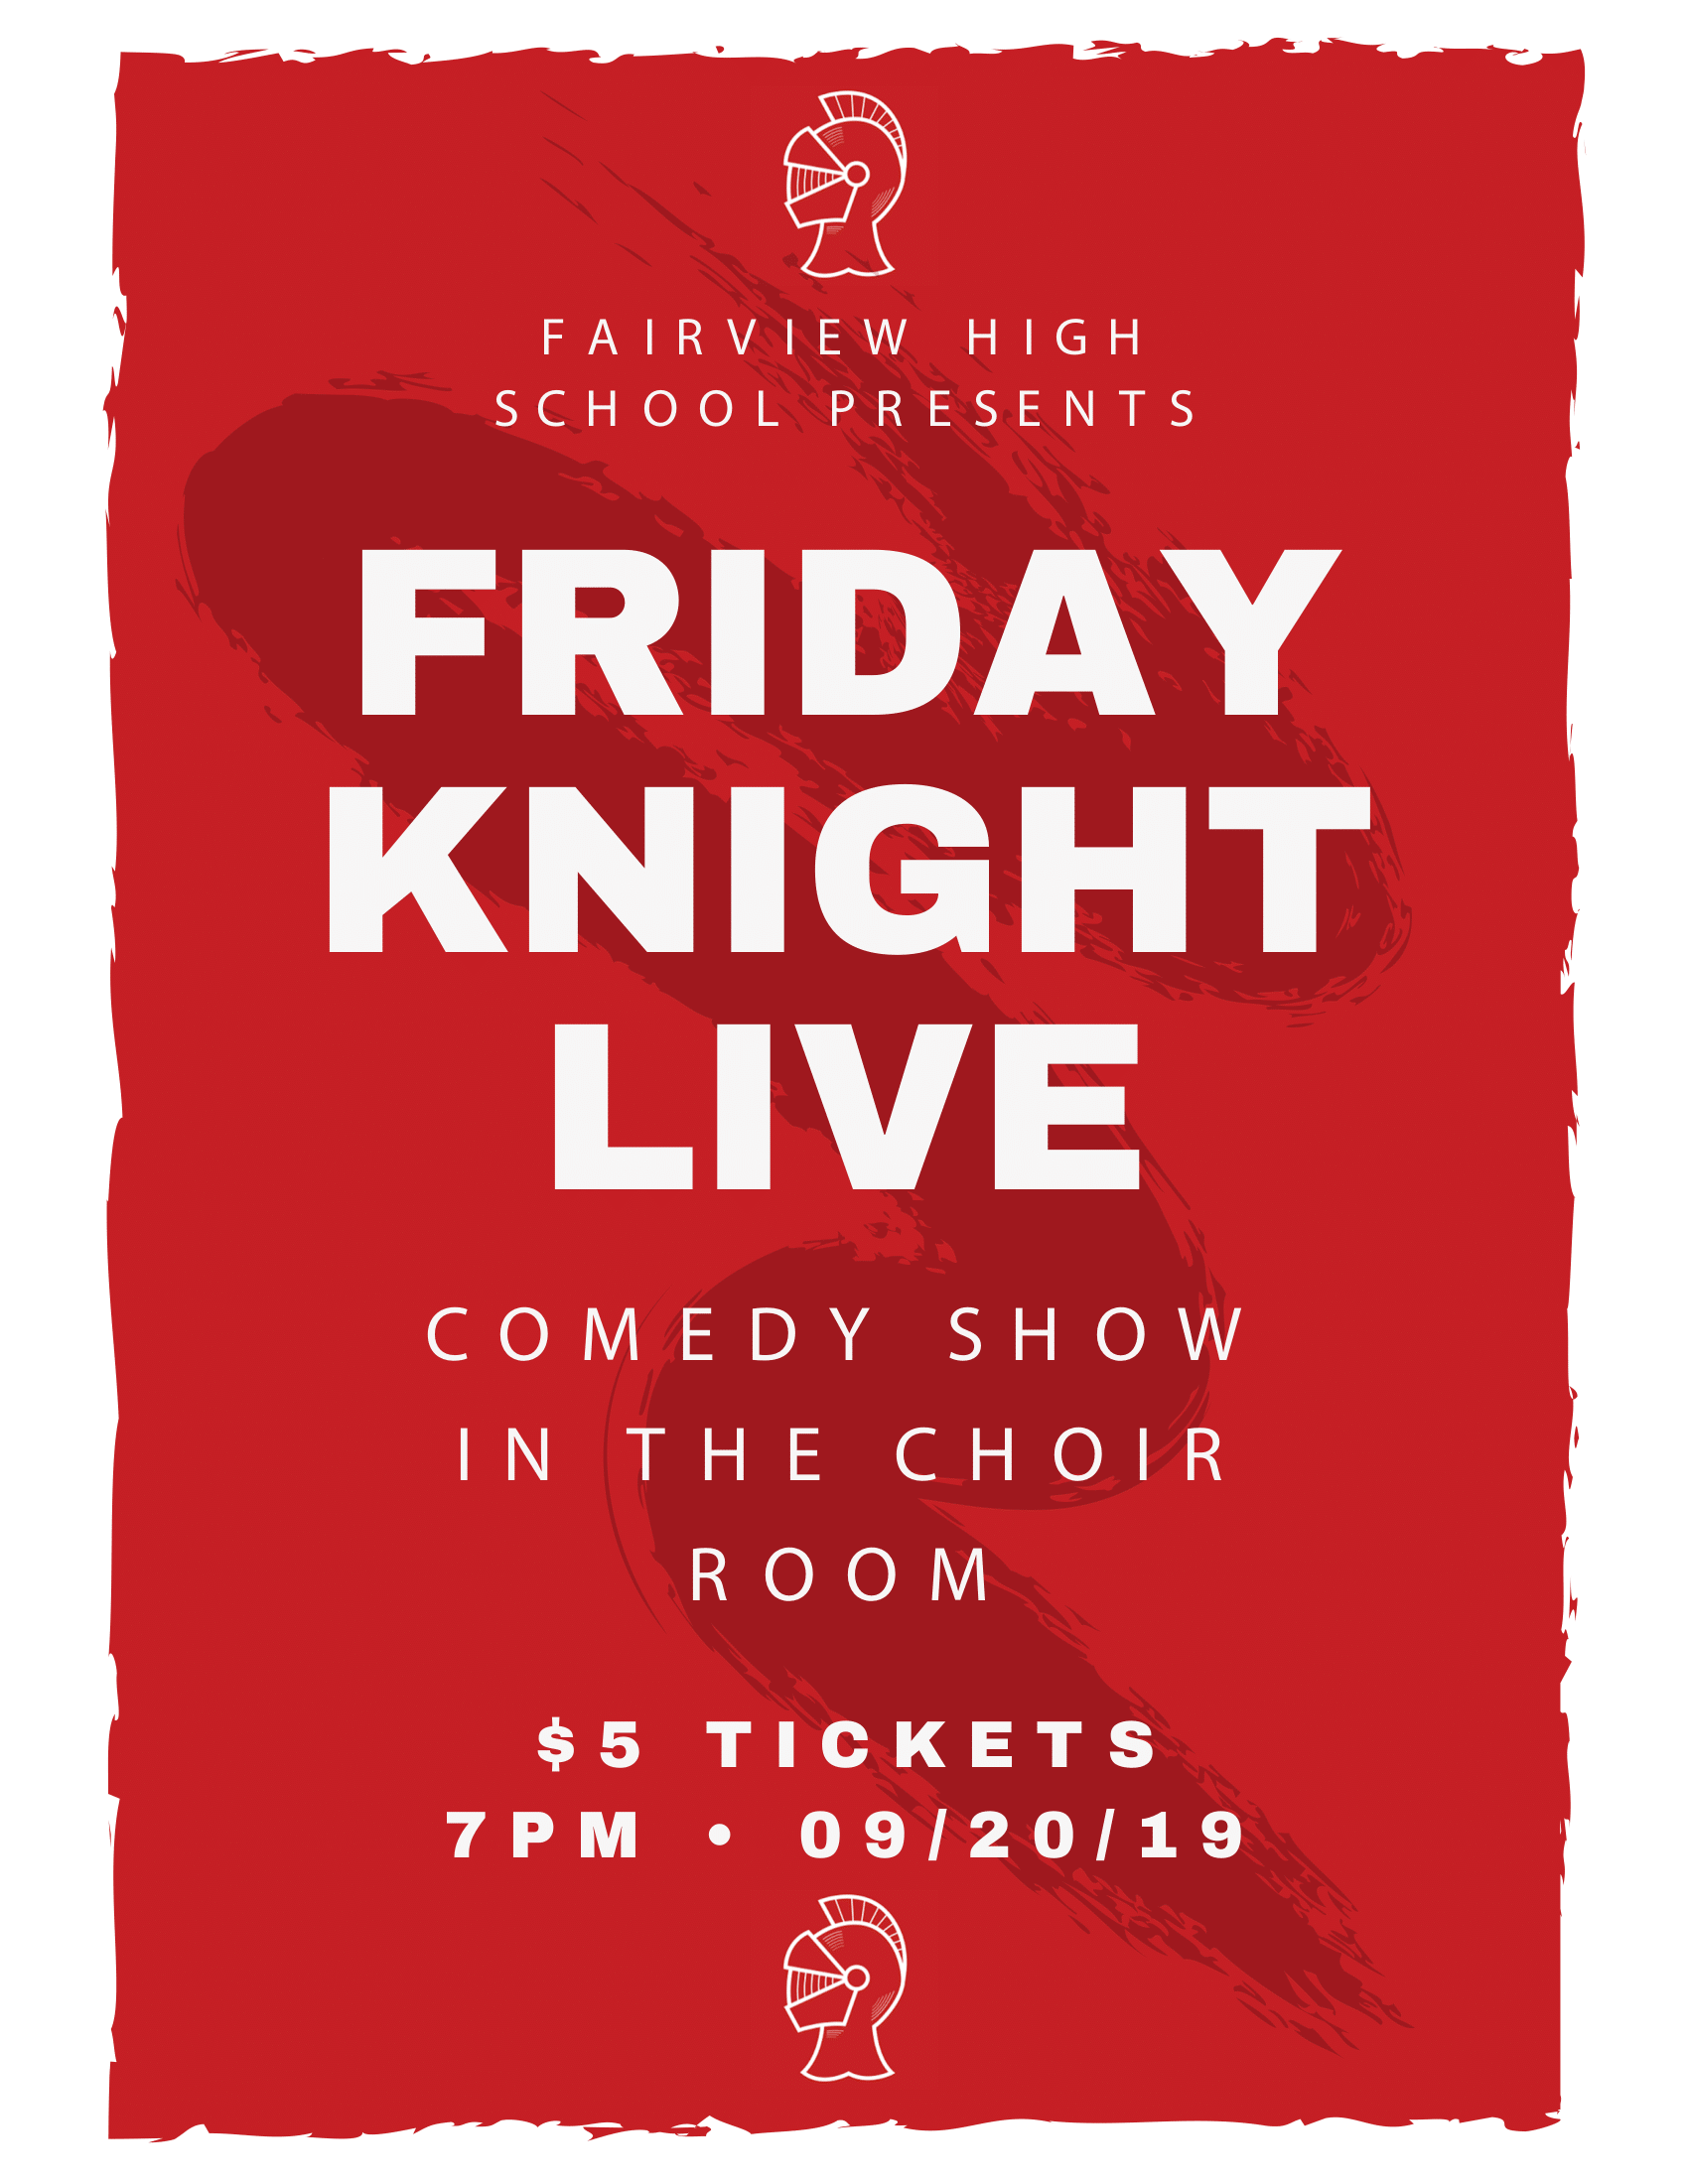 FAIRVIEW HIGH
SCHOOL PRESENTS
FRIDAY
KNIGHT
LIVE
COMEDY SHOW
IN THE CHOIR
ROOM
$5 TICKETS
7PM • 09/20/19